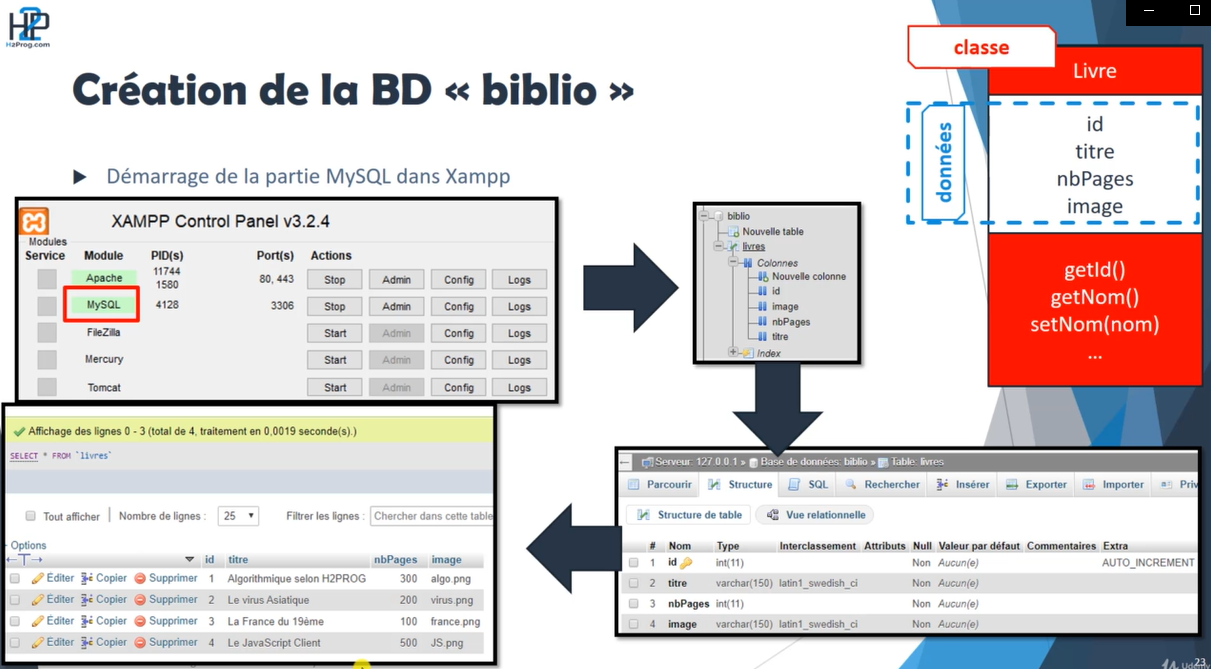 H2P
H2Prog.com
Création de la BD « biblio »
classe
Livre
données
id
titre
nbPages
image
getId()
getNom()
setNom(nom)
...
Démarrage de la partie MySQL dans Xampp
XAMPP Control Panel v3.2.4
Modules
Service Module PID(s) Port(s) Actions
Apache 11744 1580 80, 443 Stop Admin Config Logs
MySQL 4128 3306 Stop Admin Config Logs
FileZilla Start Admin Config Logs
Mercury Start Admin Config Logs
Tomcat Start Admin Config Logs
biblio
Nouvelle table
livres
Colonnes
Nouvelle colonne
id
image
nbPages
titre
Index
Serveur: 127.0.0.1 » Base de données: biblio » Table: livres
Parcourir Structure SQL Rechercher Insérer Exporter Importer Priv
Structure de table Vue relationnelle
# Nom Type Interclassement Attributs Null Valeur par défaut Commentaires Extra
1 id int(11) Non Aucun(e) AUTO_INCREMENT
2 titre varchar(150) latin1_swedish_ci Non Aucun(e)
3 nbPages int(11) Non Aucun(e)
4 image varchar(150) latin1_swedish_ci Non Aucun(e)
Affichage des lignes 0 - 3 (total de 4, traitement en 0,0019 seconde(s).)
SELECT * FROM `livres`
Tout afficher Nombre de lignes : 25 Filtrer les lignes : Chercher dans cette table
Options
id titre nbPages image
Éditer Copier Supprimer 1 Algorithmique selon H2PROG 300 algo.png
Éditer Copier Supprimer 2 Le virus Asiatique 200 virus.png
Éditer Copier Supprimer 3 La France du 19ème 100 france.png
Éditer Copier Supprimer 4 Le JavaScript Client 500 JS.png
23
Udemy